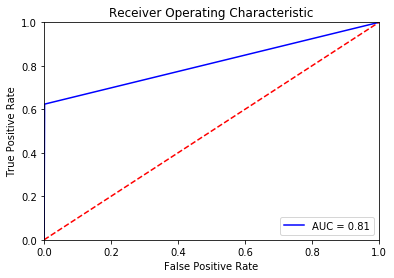 Receiver Operating Characteristic
True Positive Rate
1.0
0.8
0.6
0.4
0.2
0.0
AUC = 0.81
0.0 0.2 0.4 0.6 0.8 1.0
False Positive Rate